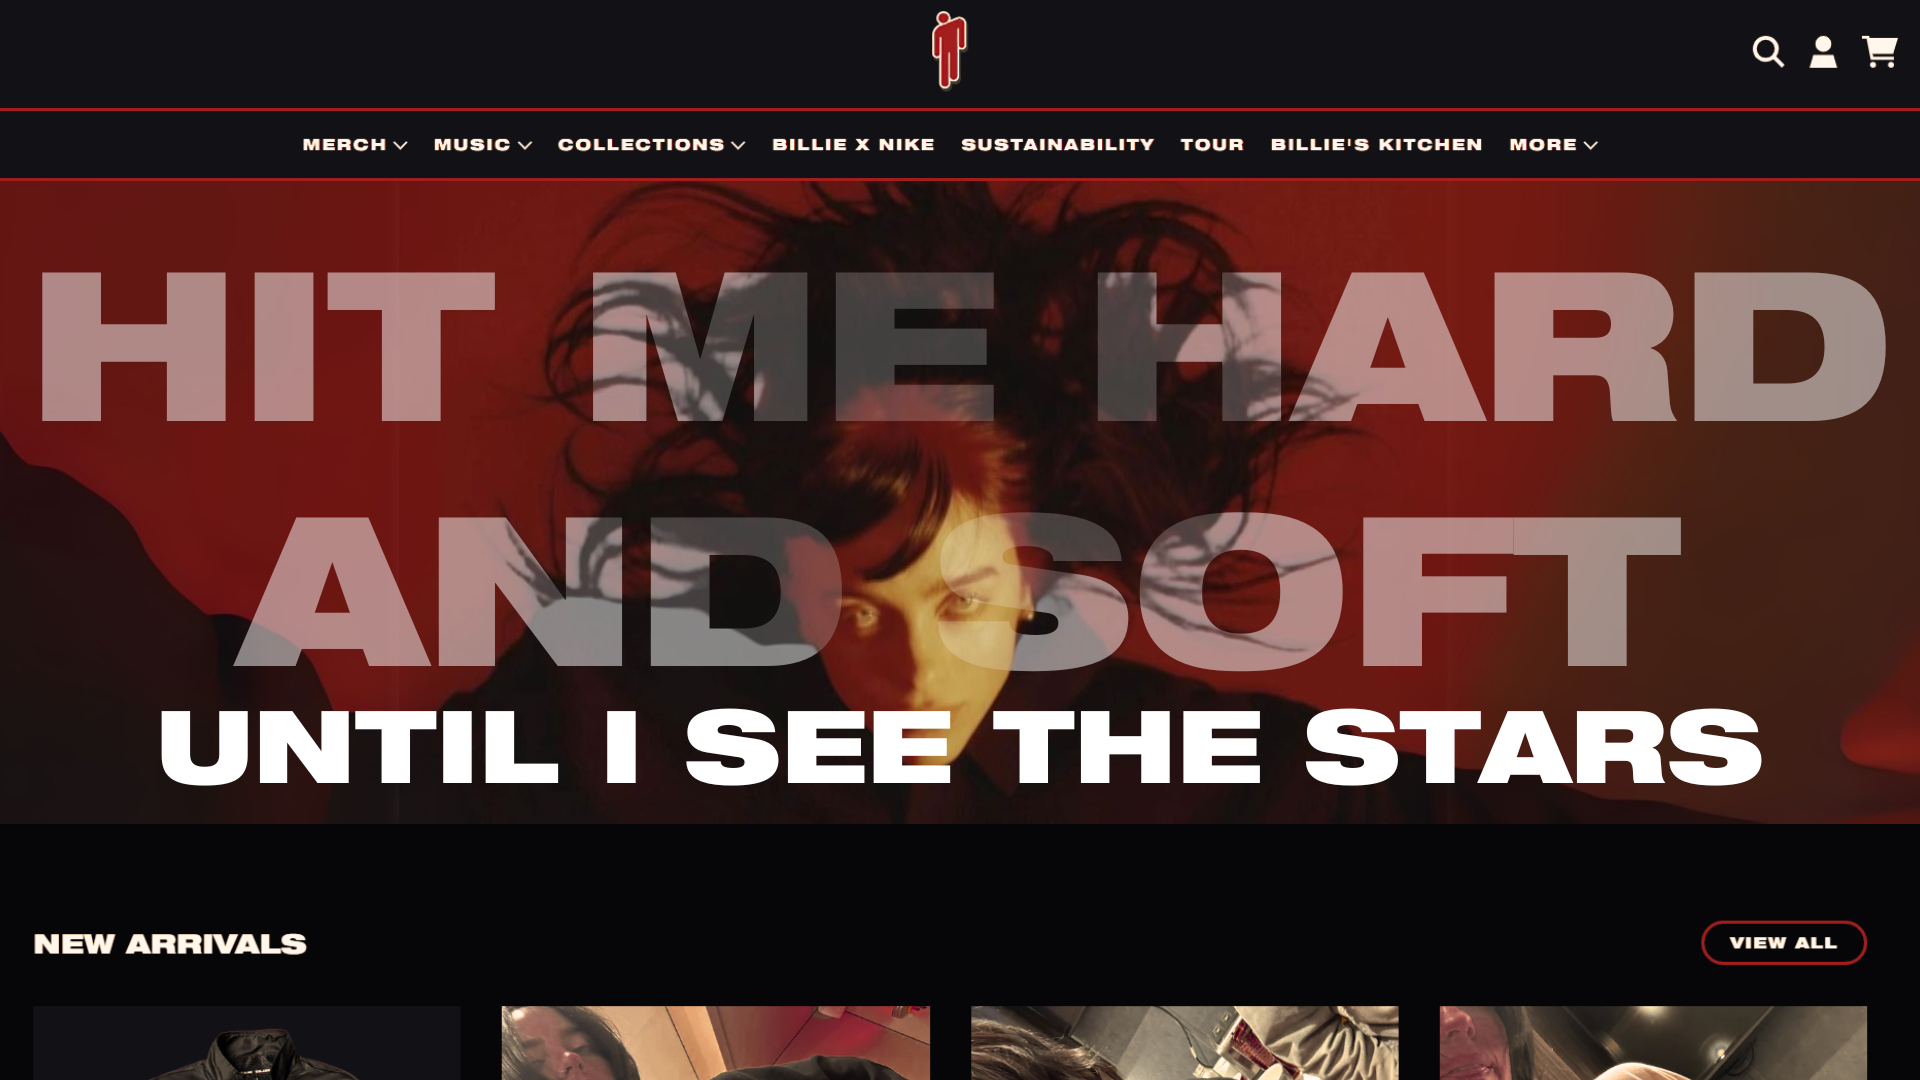 MERCH MUSIC COLLECTIONS BILLIE X NIKE SUSTAINABILITY TOUR BILLIE'S KITCHEN MORE
HIT ME HARD
AND SOFT
UNTIL I SEE THE STARS
NEW ARRIVALS
VIEW ALL